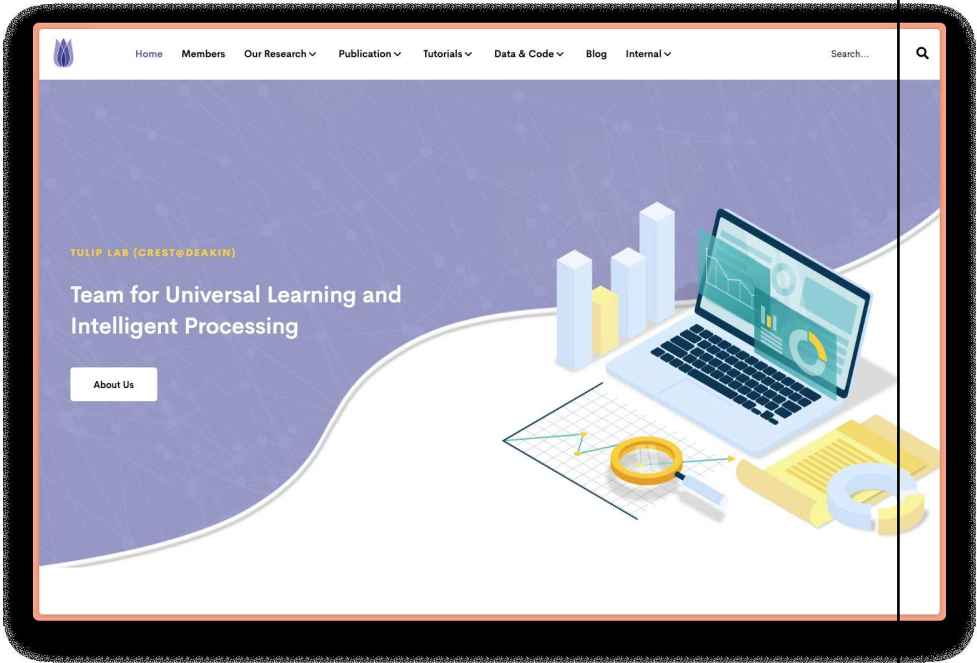 Home Members Our Research Publication Tutorials Data & Code Blog Internal Search...
TULIP LAB (CREST@DEAKIN)
Team for Universal Learning and
Intelligent Processing
About Us